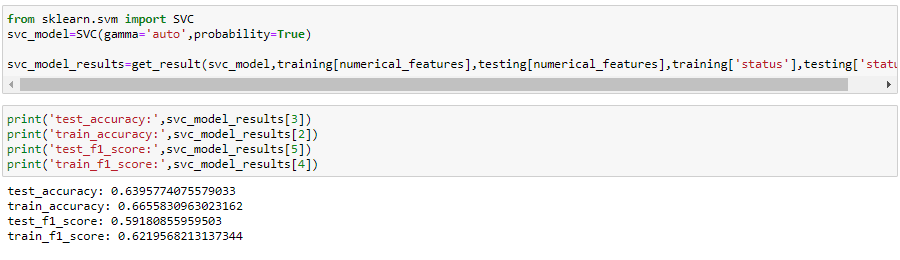 from sklearn.svm import SVC
svc_model=SVC(gamma='auto',probability=True)
svc_model_results=get_result(svc_model,training[numerical_features],testing[numerical_features],training['status'],testing['statu
print('test_accuracy:',svc_model_results[3])
print('train_accuracy:',svc_model_results[2])
print('test_f1_score:',svc_model_results[5])
print('train_f1_score:',svc_model_results[4])
test_accuracy: 0.6395774075579033
train_accuracy: 0.6655830963023162
test_f1_score: 0.59180855959503
train_f1_score: 0.6219568213137344